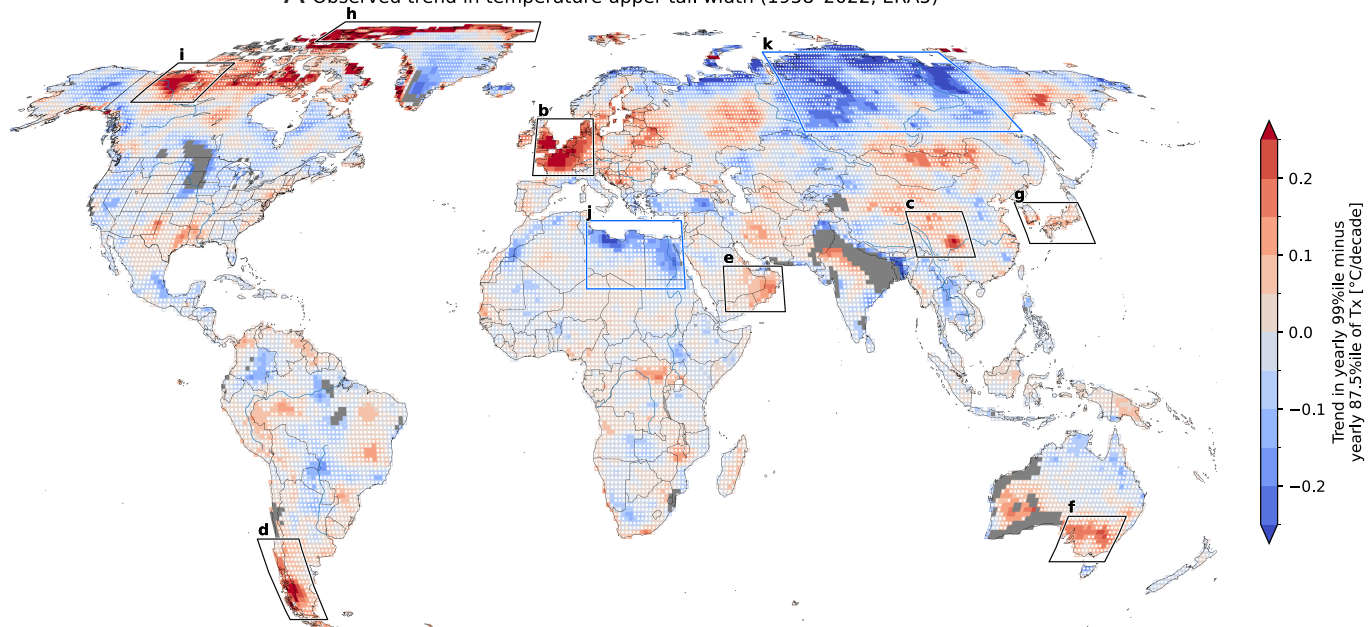 A Observed trend in temperature upper tail width (1958–2022, ERA5)
h
i
k
b
g
c
j
e
f
d
0.2
0.1
0.0
−0.1
−0.2
Trend in yearly 99%ile minus
yearly 87.5%ile of Tx [°C/decade]